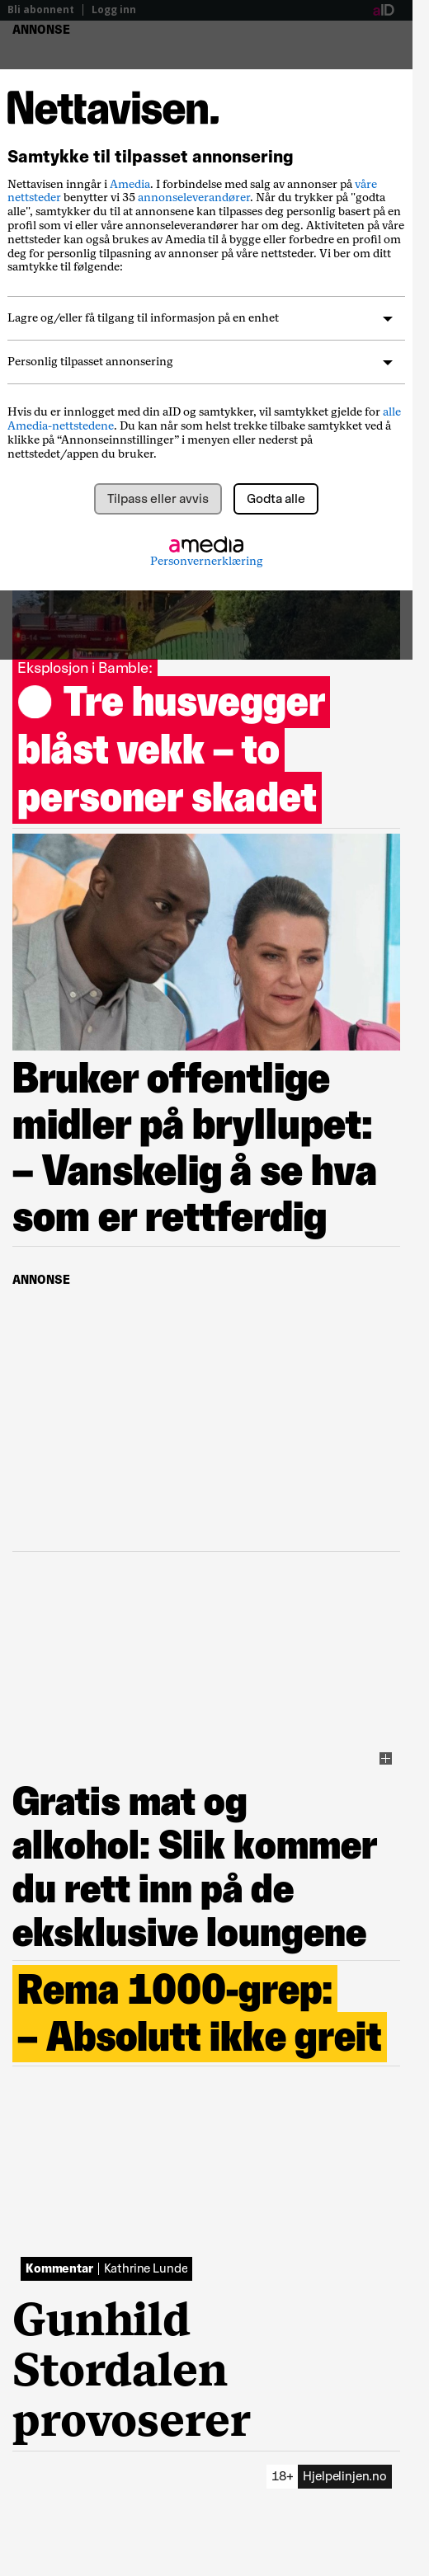 Bli abonnent | Logg inn
aID
ANNONSE
Nettavisen.
Samtykke til tilpasset annonsering
Nettavisen inngår i Amedia. I forbindelse med salg av annonser på våre
nettsteder benytter vi 35 annonseleverandører. Når du trykker på "godta
alle", samtykker du til at annonsene kan tilpasses deg personlig basert på en
profil som vi eller våre annonseleverandører har om deg. Aktiviteten på våre
nettsteder kan også brukes av Amedia til å bygge eller forbedre en profil om
deg for personlig tilpasning av annonser på våre nettsteder. Vi ber om ditt
samtykke til følgende:
Lagre og/eller få tilgang til informasjon på en enhet
Personlig tilpasset annonsering
Hvis du er innlogget med din aID og samtykker, vil samtykket gjelde for alle
Amedia-nettstedene. Du kan når som helst trekke tilbake samtykket ved å
klikke på “Annonseinnstillinger” i menyen eller nederst på
nettstedet/appen du bruker.
Tilpass eller avvis
Godta alle
amedia
Personvernerklæring
Eksplosjon i Bamble:
Tre husvegger
blåst vekk – to
personer skadet
Bruker offentlige
midler på bryllupet:
– Vanskelig å se hva
som er rettferdig
ANNONSE
Gratis mat og
alkohol: Slik kommer
du rett inn på de
eksklusive loungene
Rema 1000-grep:
– Absolutt ikke greit
Kommentar | Kathrine Lunde
Gunhild
Stordalen
provoserer
18+ Hjelpelinjen.no